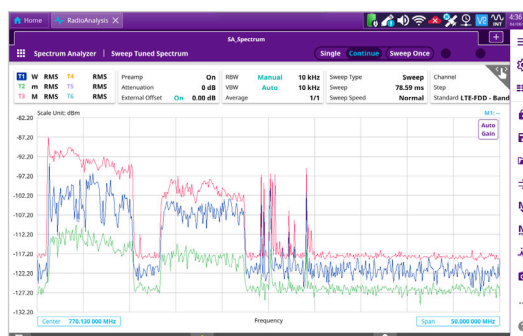 Home RadioAnalysis VZ INT 4:36
SA_Spectrum
Spectrum Analyzer Sweep Tuned Spectrum Single Continue Sweep Once
T1 W RMS T4 RMS Preamp On RBW Manual 10 kHz Sweep Type Sweep Channel
T2 m RMS T5 RMS Attenuation 0 dB VBW Auto 10 kHz Sweep 78.59 ms Step
T3 M RMS T6 RMS External Offset On 0.00 dB Average 1/1 Sweep Speed Normal Standard LTE-FDD - Band
Scale Unit: dBm M1: --
-82.20
Auto
Gain
-87.20
-92.20
-97.20
-102.20
-107.20
-112.20
-117.20
-122.20
-127.20
-132.20
Center 770.130 000 MHz Frequency Span 50.000 000 MHz